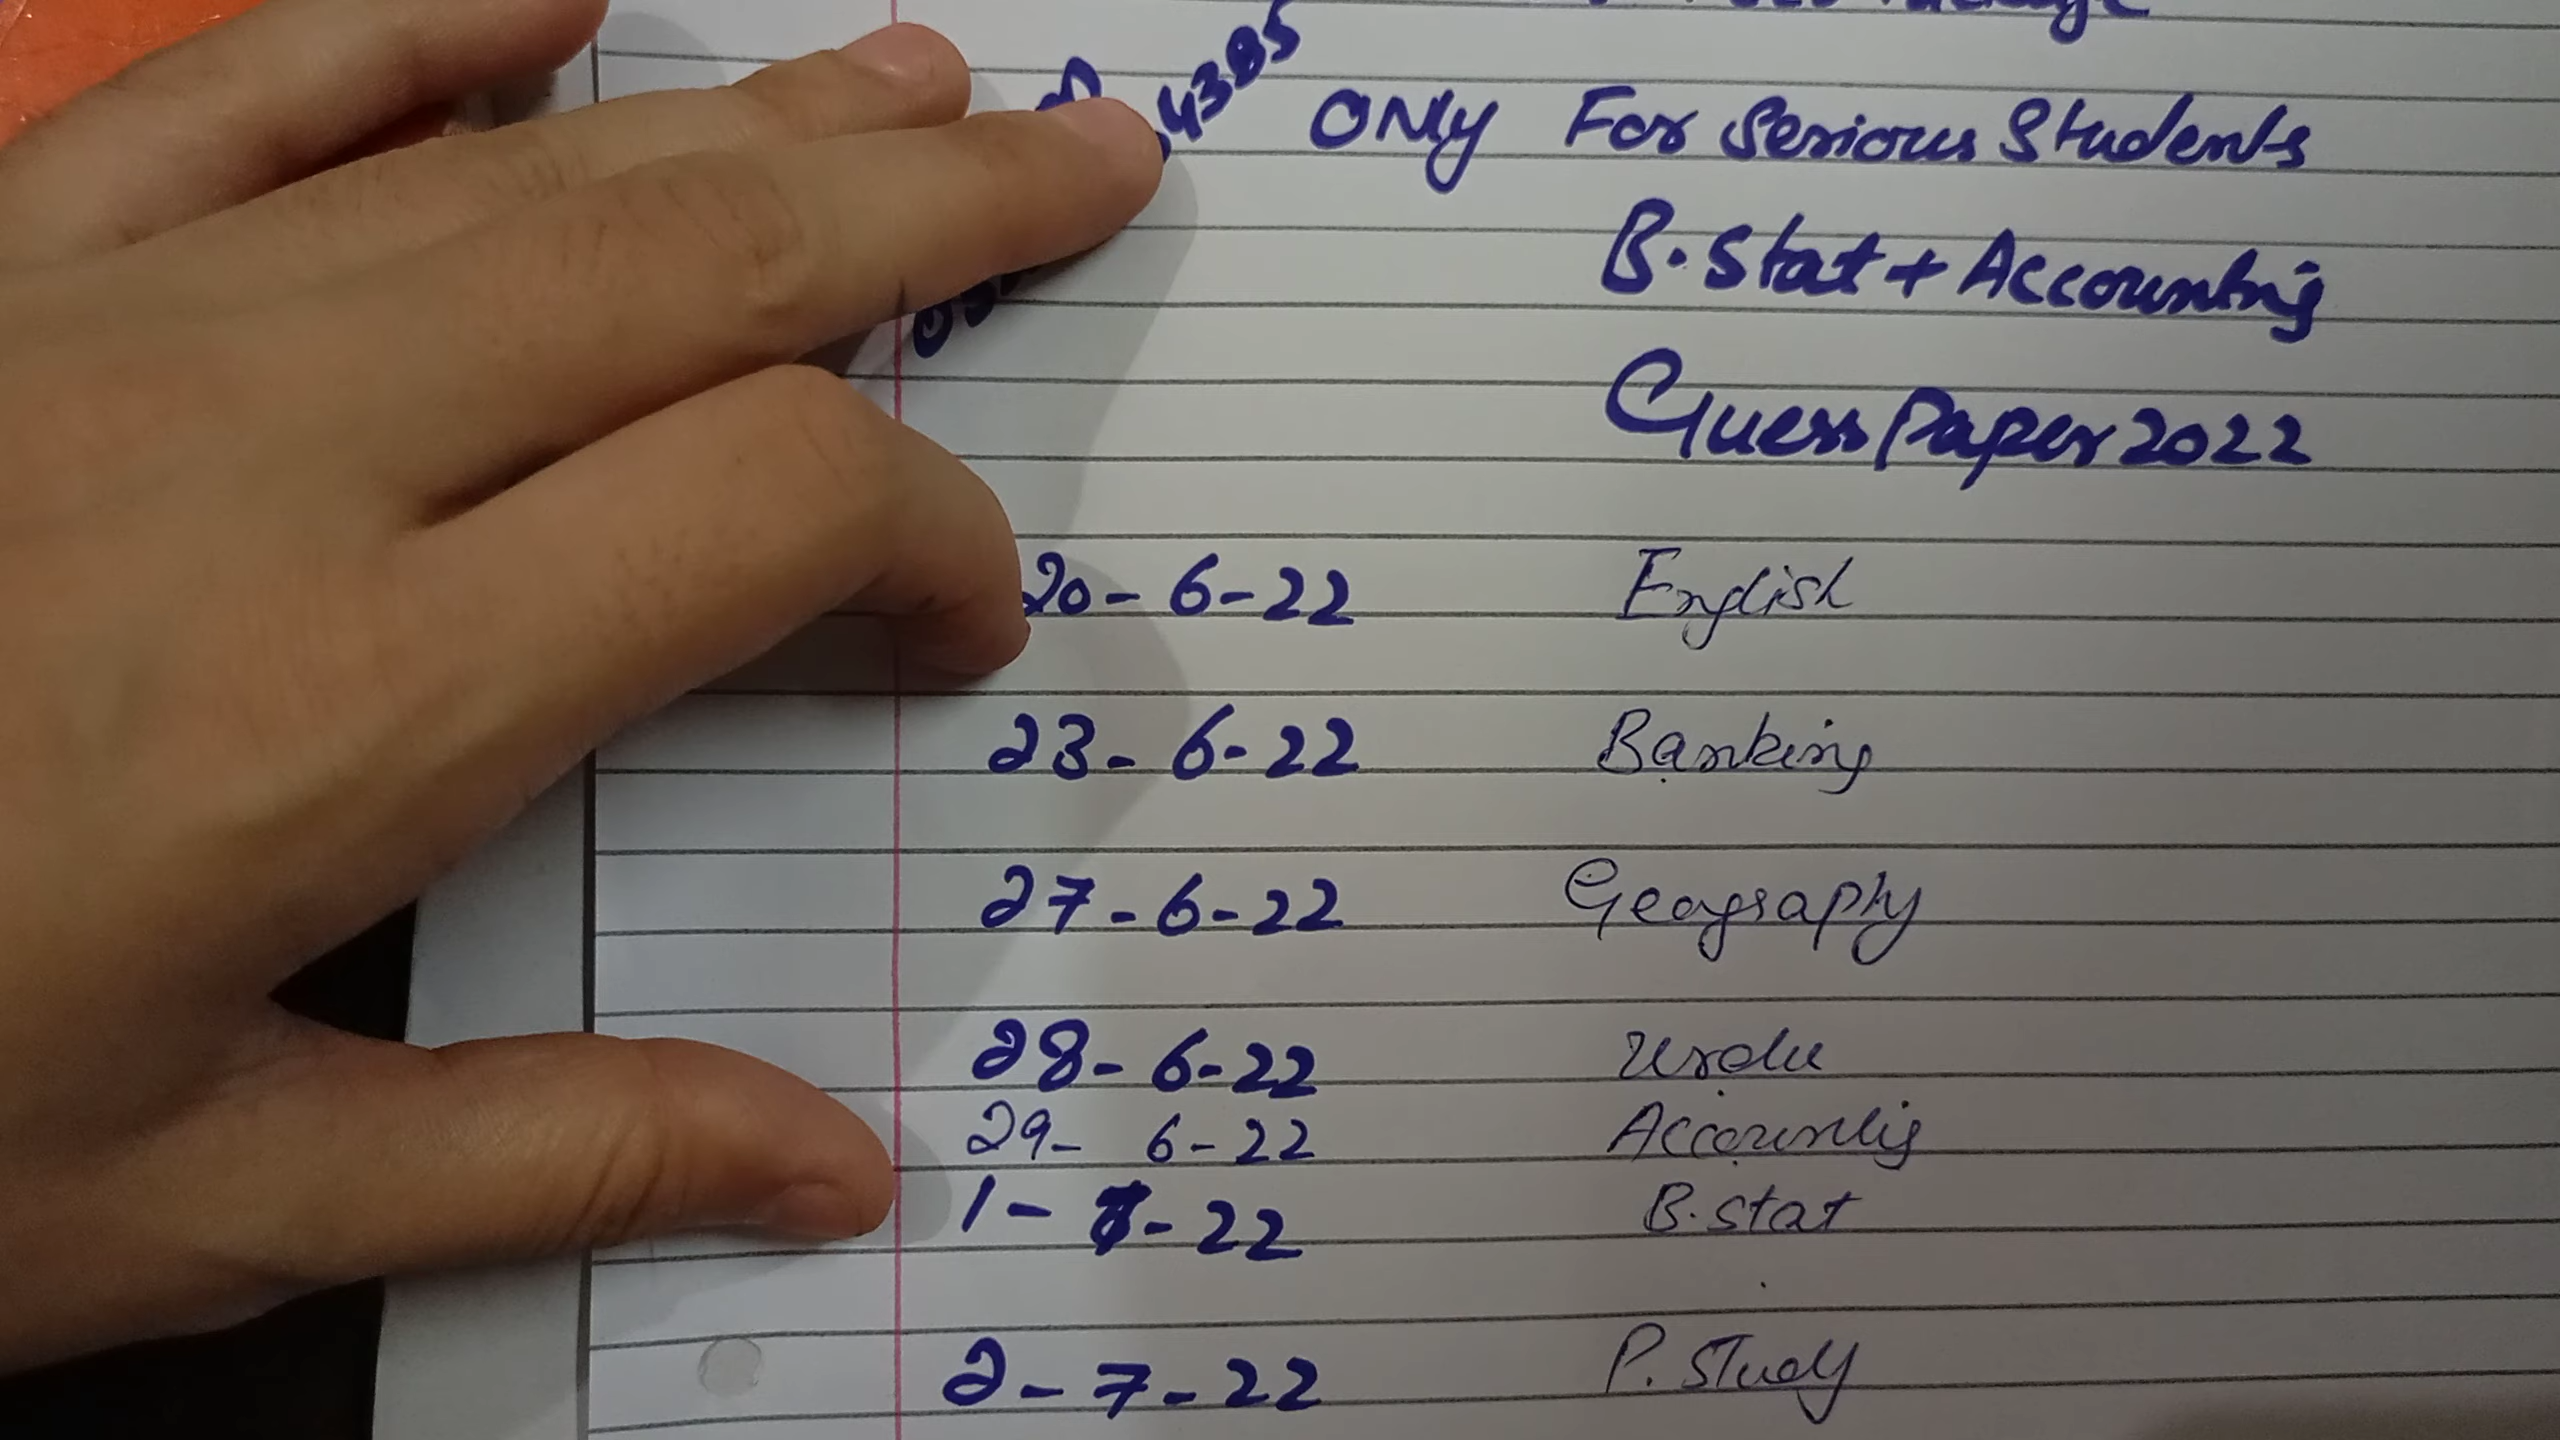 Package
4385 ONly For Serious Students
B.Stat + Accounting
Guess Paper 2022
20-6-22 English
23-6-22 Banking
27-6-22 Geography
28-6-22 Urdu
29-6-22 Accounting
1-7-22 B.stat
2-7-22 P.Study